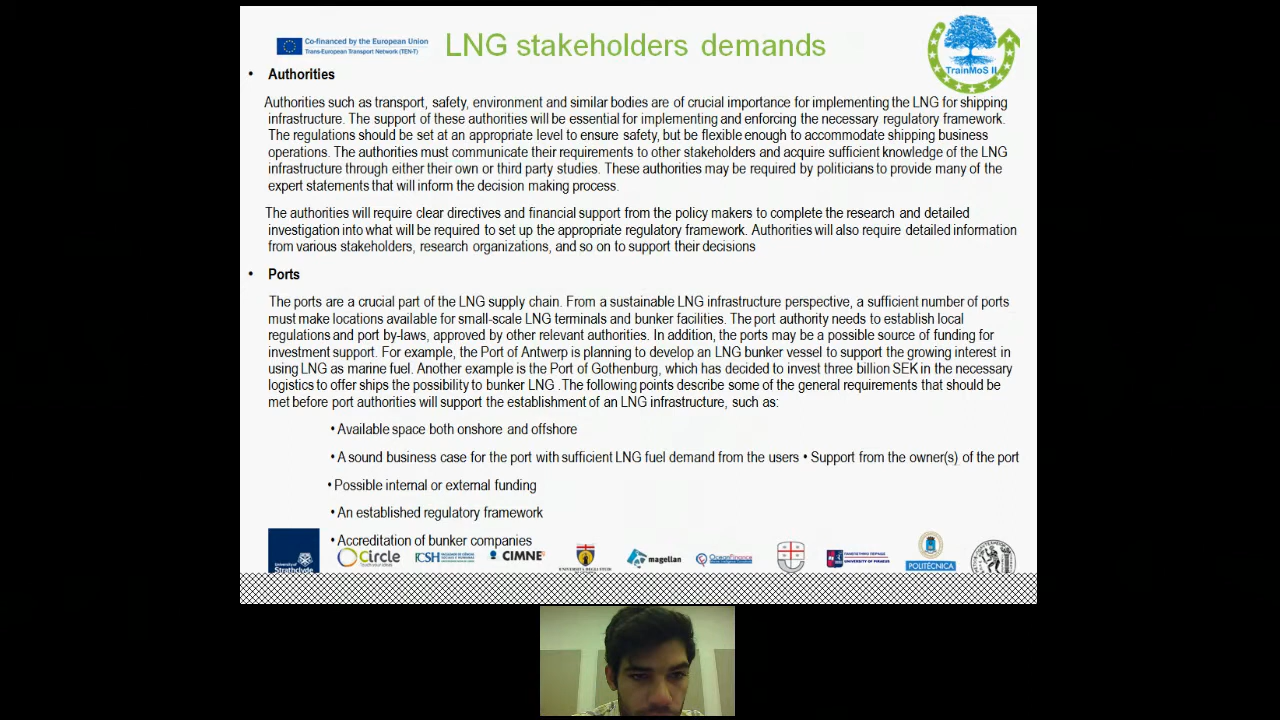 Co-financed by the European Union
Trans-European Transport Network (TEN-T)
LNG stakeholders demands
TrainMoS II
• Authorities
Authorities such as transport, safety, environment and similar bodies are of crucial importance for implementing the LNG for shipping
infrastructure. The support of these authorities will be essential for implementing and enforcing the necessary regulatory framework.
The regulations should be set at an appropriate level to ensure safety, but be flexible enough to accommodate shipping business
operations. The authorities must communicate their requirements to other stakeholders and acquire sufficient knowledge of the LNG
infrastructure through either their own or third party studies. These authorities may be required by politicians to provide many of the
expert statements that will inform the decision making process.
The authorities will require clear directives and financial support from the policy makers to complete the research and detailed
investigation into what will be required to set up the appropriate regulatory framework. Authorities will also require detailed information
from various stakeholders, research organizations, and so on to support their decisions
• Ports
The ports are a crucial part of the LNG supply chain. From a sustainable LNG infrastructure perspective, a sufficient number of ports
must make locations available for small-scale LNG terminals and bunker facilities. The port authority needs to establish local
regulations and port by-laws, approved by other relevant authorities. In addition, the ports may be a possible source of funding for
investment support. For example, the Port of Antwerp is planning to develop an LNG bunker vessel to support the growing interest in
using LNG as marine fuel. Another example is the Port of Gothenburg, which has decided to invest three billion SEK in the necessary
logistics to offer ships the possibility to bunker LNG .The following points describe some of the general requirements that should be
met before port authorities will support the establishment of an LNG infrastructure, such as:
• Available space both onshore and offshore
• A sound business case for the port with sufficient LNG fuel demand from the users • Support from the owner(s) of the port
• Possible internal or external funding
• An established regulatory framework
• Accreditation of bunker companies
University of
Strathclyde
Circle
FCSH
CIMNE
magellan
OceanFinance
UNIVERSITY OF PIRAEUS
POLITÉCNICA